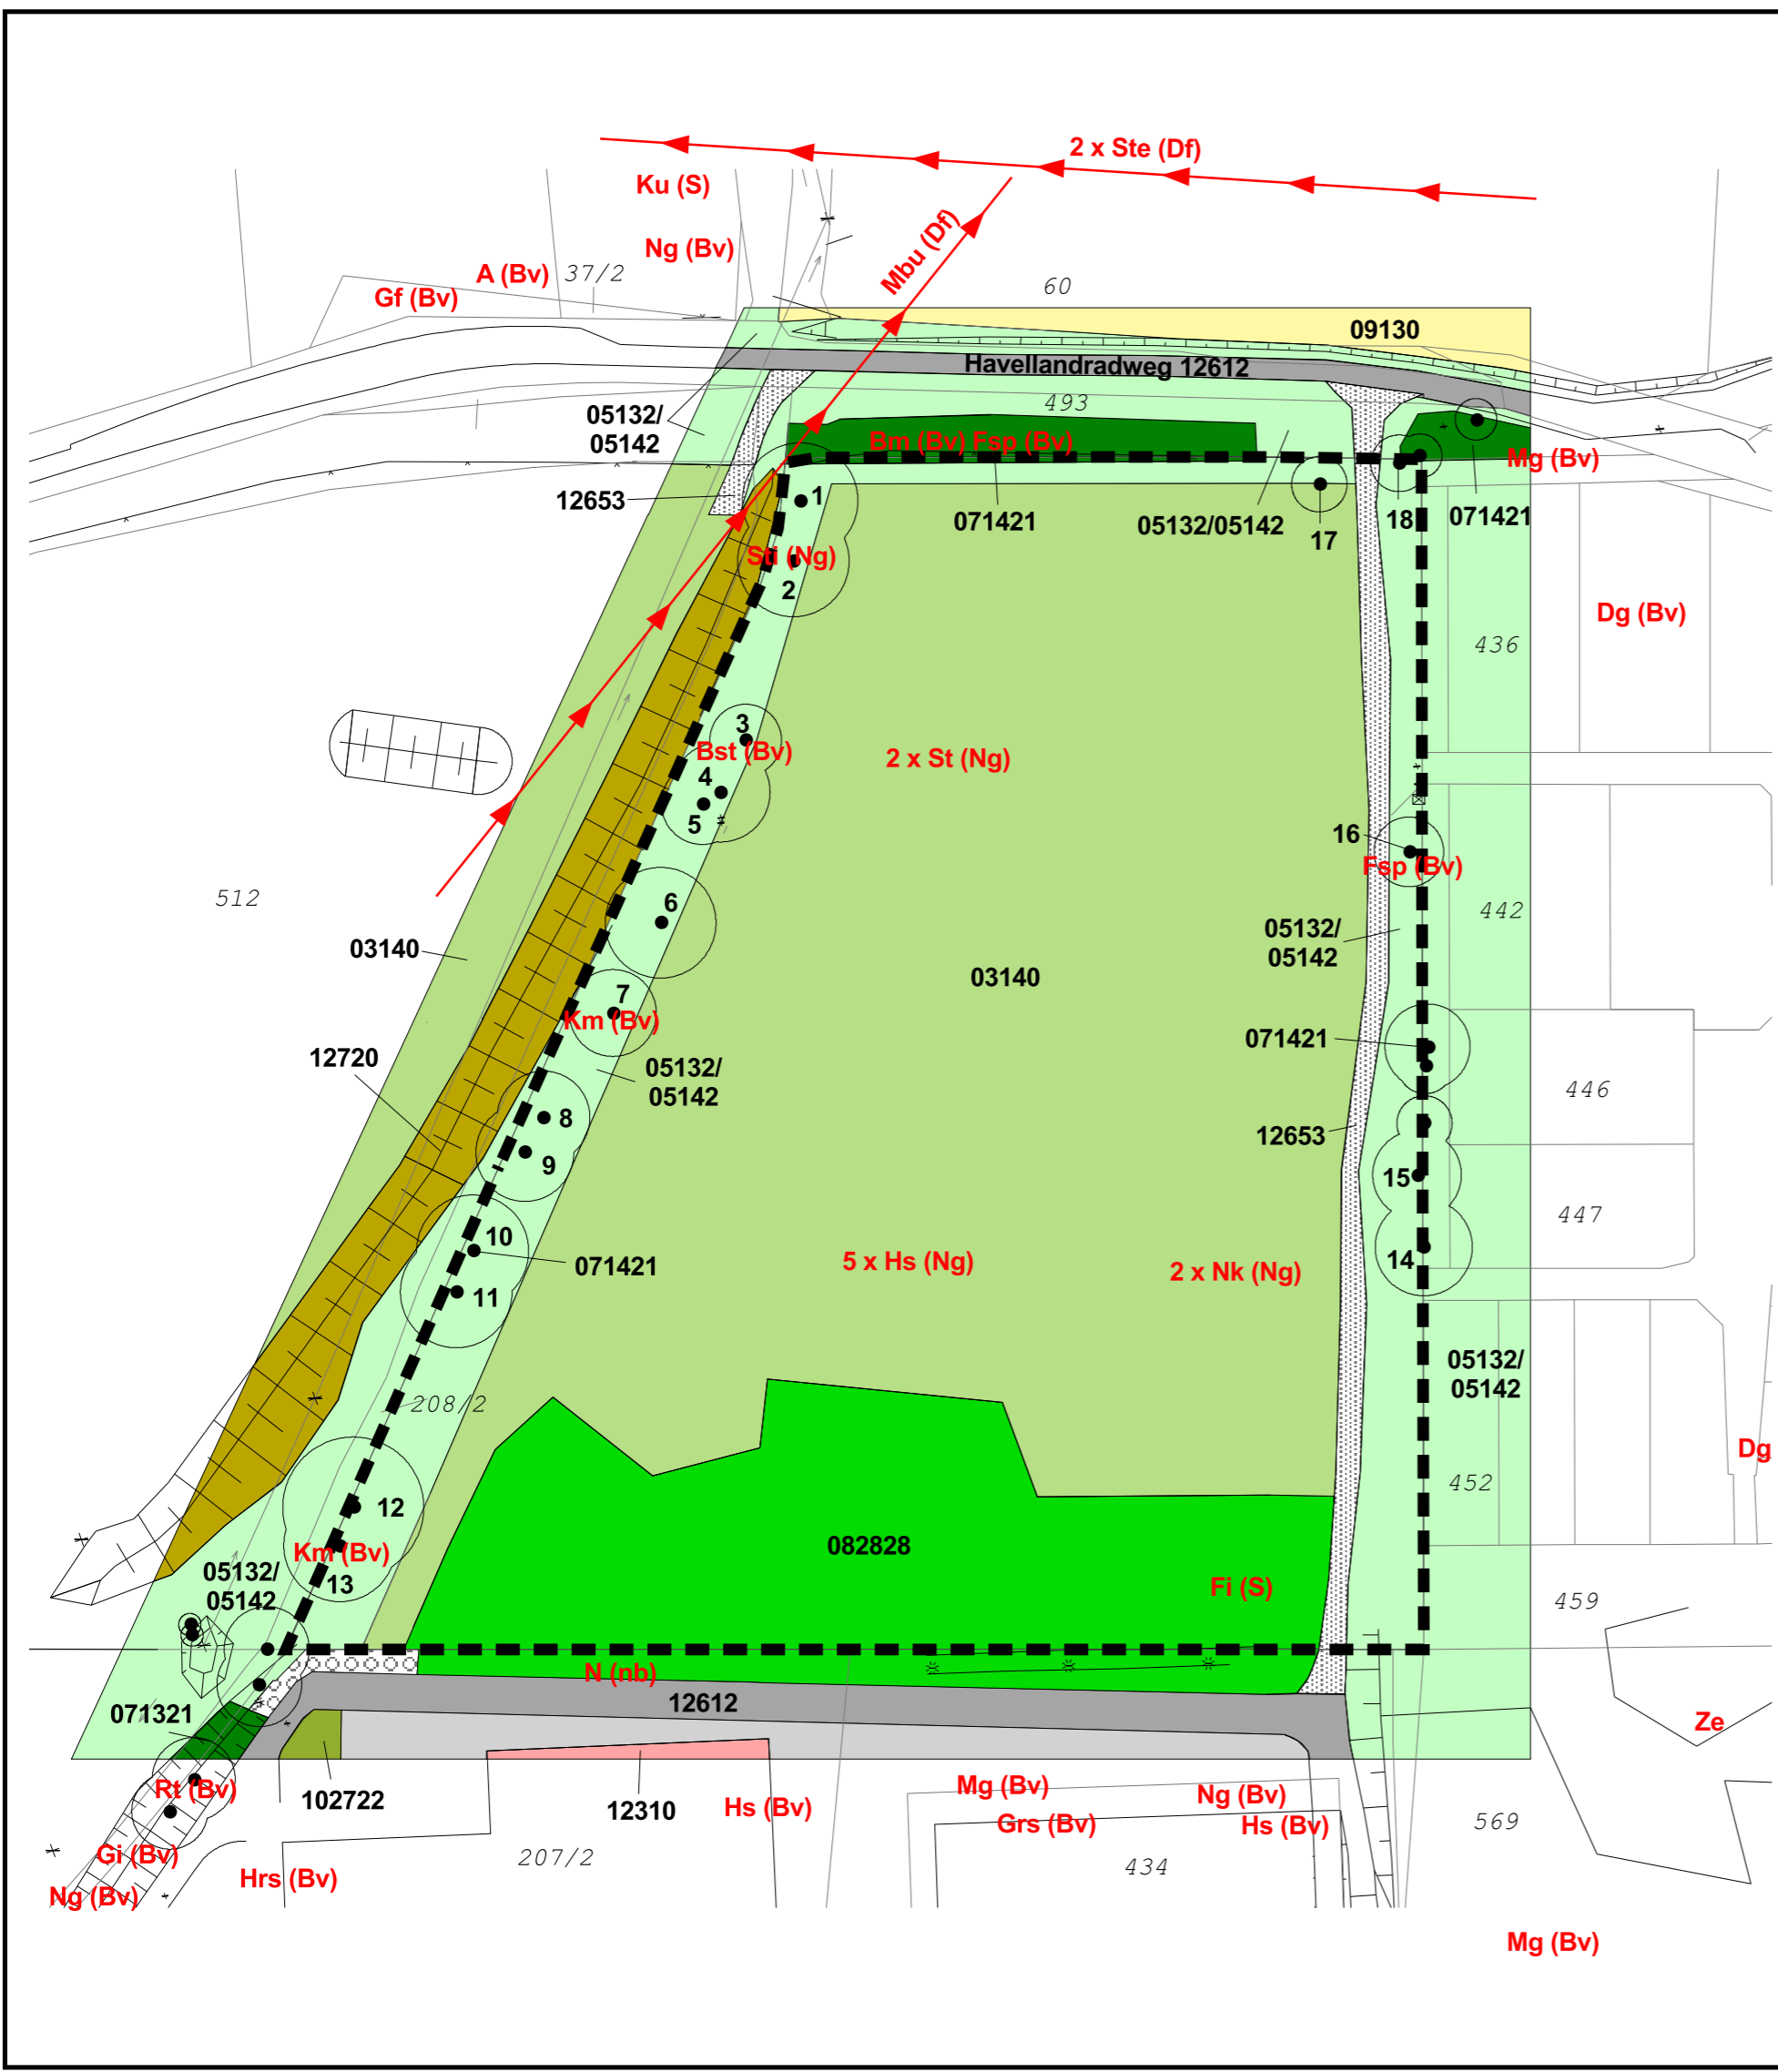 2 x Ste (Df)
Ku (S)
Mbu (Df)
Ng (Bv)
A (Bv)
37/2
Gf (Bv)
60
09130
Havellandradweg 12612
493
05132/
05142
Bm (Bv) Fsp (Bv)
Mg (Bv)
12653
1
071421
05132/05142
17
18
071421
Sti (Ng)
2
Dg (Bv)
436
3
Bst (Bv)
2 x St (Ng)
4
5
16
Fsp (Bv)
512
6
442
03140
05132/
05142
03140
7
Km (Bv)
12720
05132/
05142
071421
446
8
12653
9
15
447
10
071421
5 x Hs (Ng)
2 x Nk (Ng)
14
11
05132/
05142
208/2
Dg
452
12
082828
Km (Bv)
13
05132/
05142
Fi (S)
459
N (nb)
12612
071321
Ze
Rt (Bv)
102722
12310
Hs (Bv)
Mg (Bv)
Ng (Bv)
Grs (Bv)
Hs (Bv)
569
Gi (Bv)
207/2
434
Hrs (Bv)
Ng (Bv)
Mg (Bv)